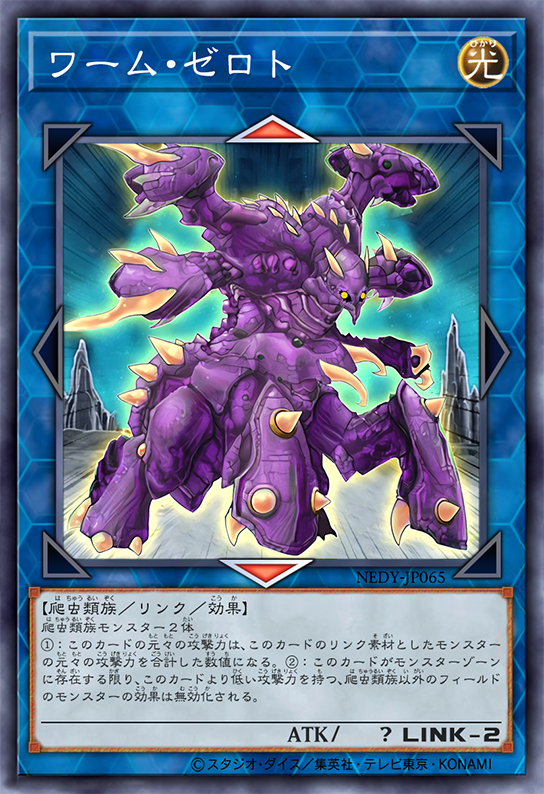 ワーム・ゼロト
光
ひかり
NEDY-JP065
【爬虫類族／リンク／効果】
爬虫類族モンスター２体
①：このカードの元々の攻撃力は、このカードのリンク素材としたモンスター
の元々の攻撃力を合計した数値になる。②：このカードがモンスターゾーン
に存在する限り、このカードより低い攻撃力を持つ、爬虫類族以外のフィールド
のモンスターの効果は無効化される。
ATK/ ? LINK-2
©スタジオ・ダイス／集英社・テレビ東京・KONAMI